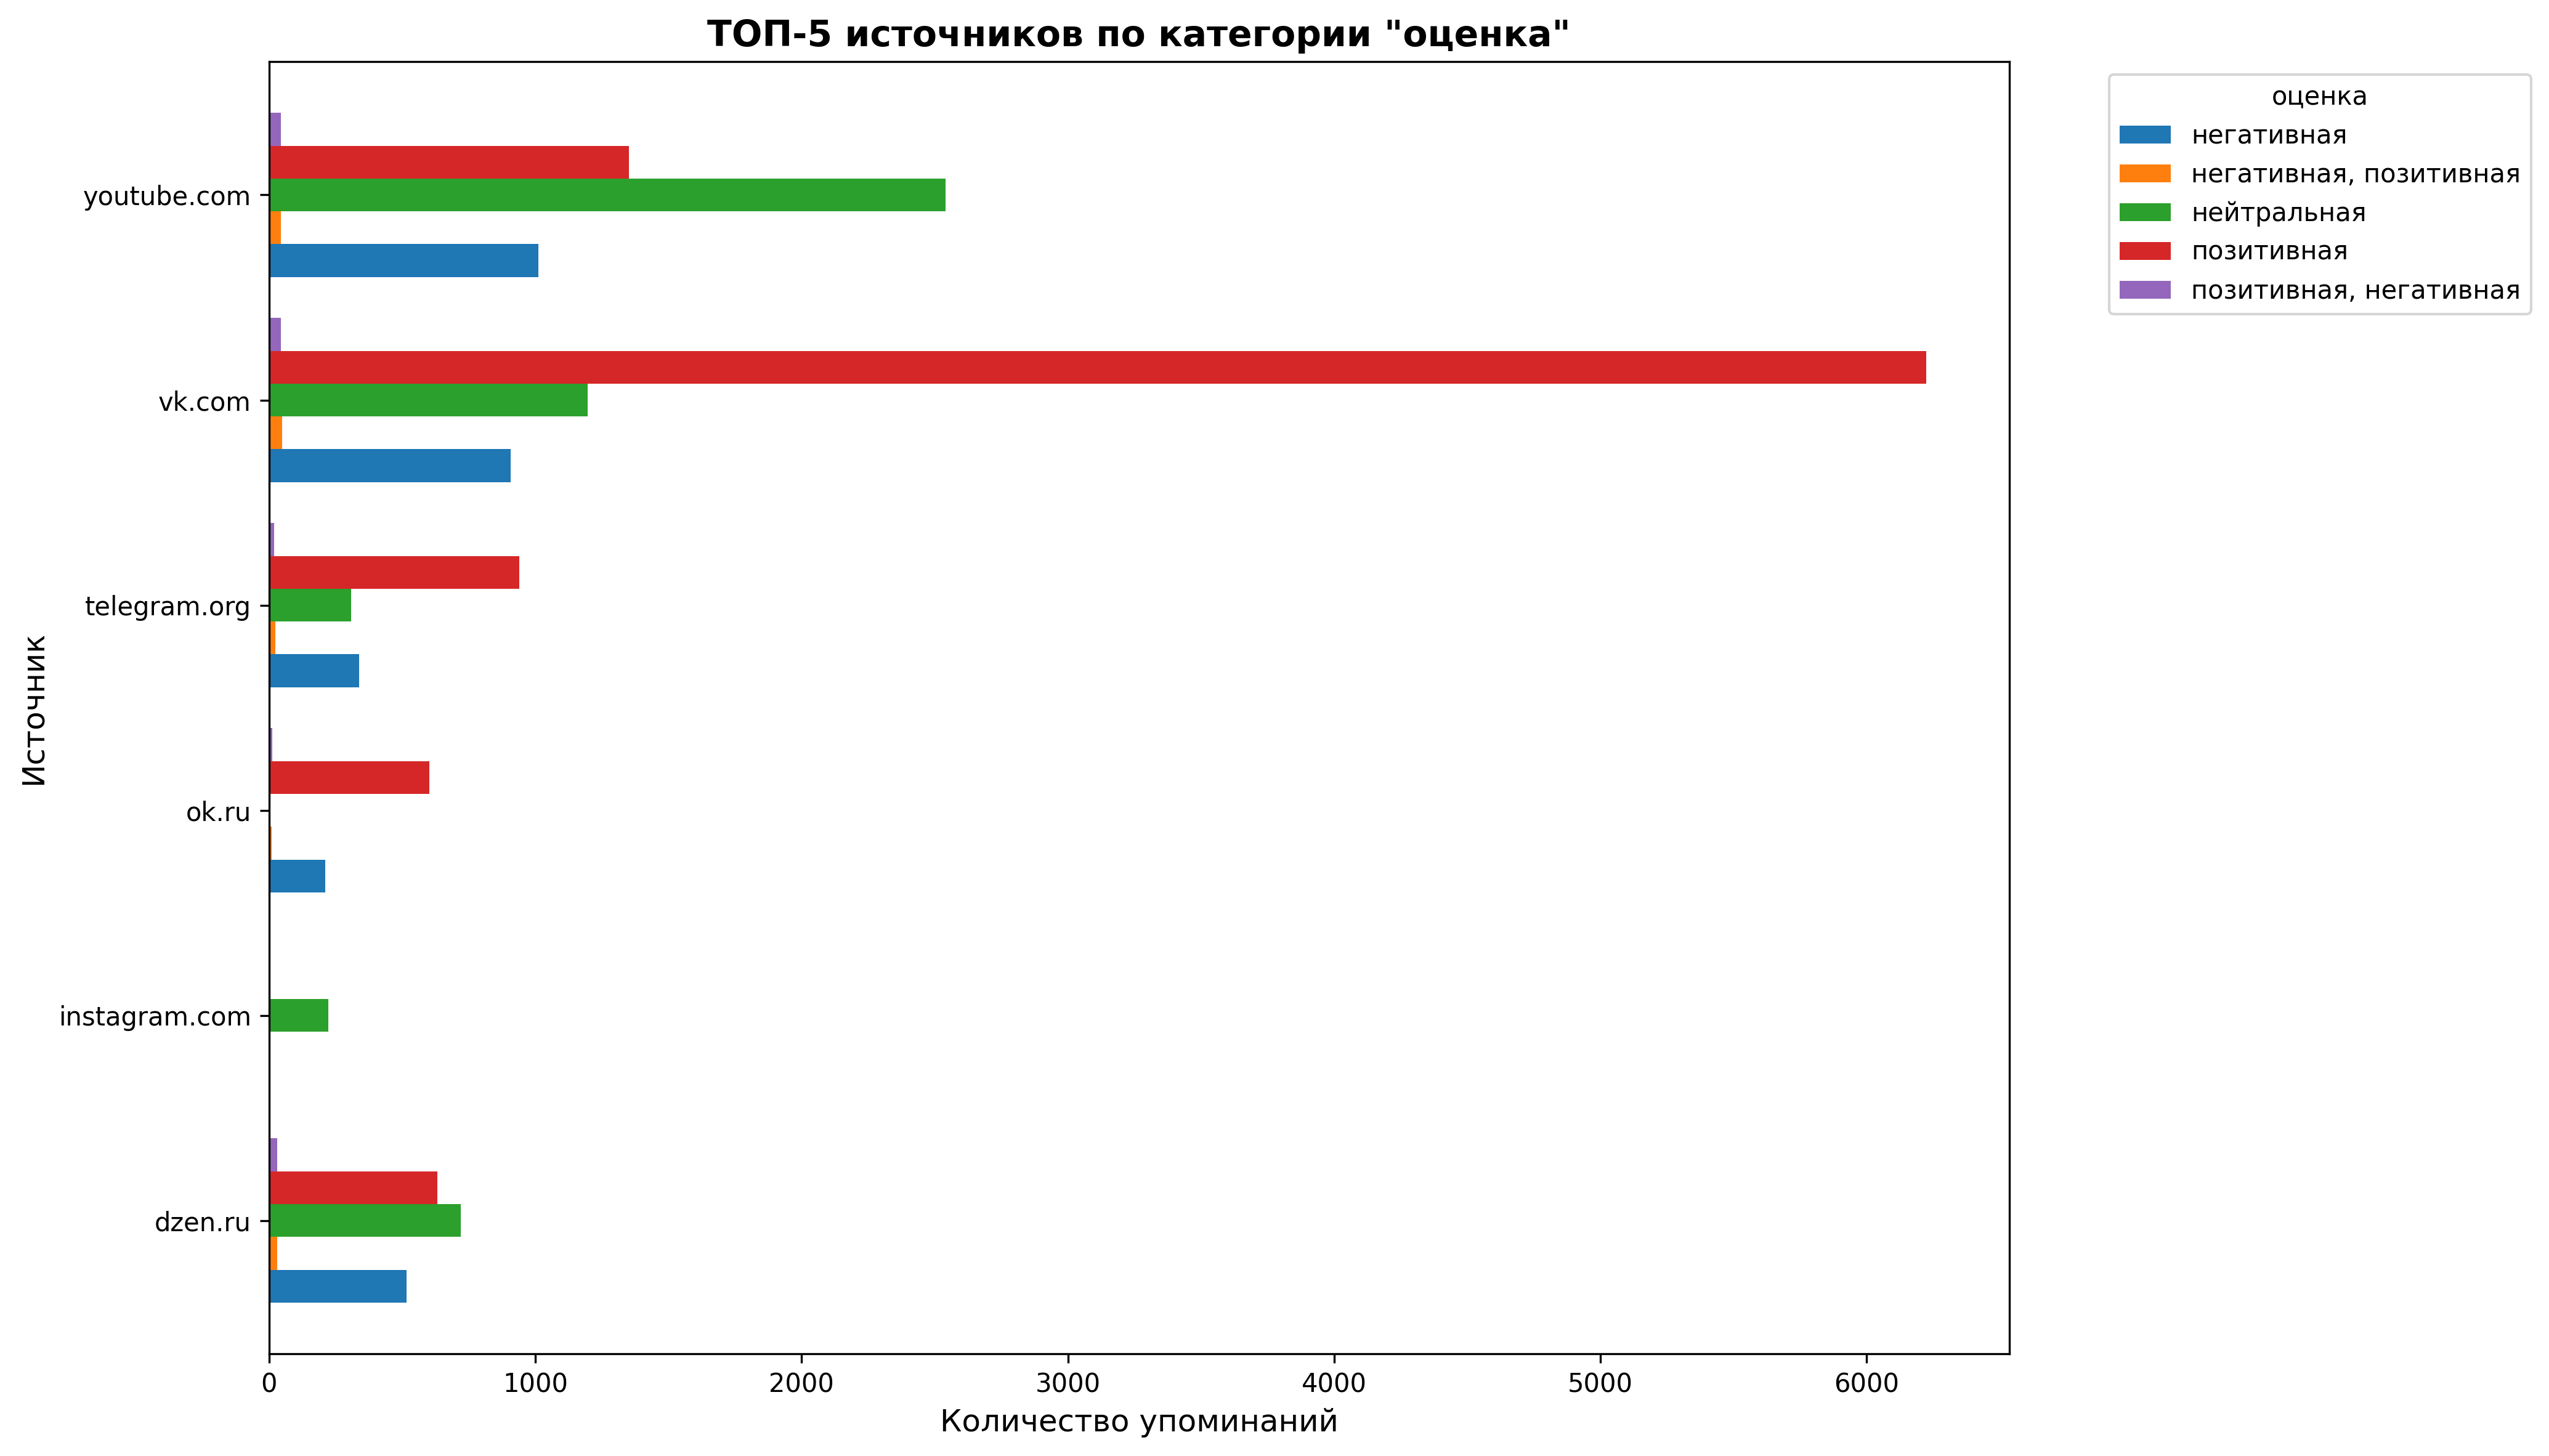 ТОП-5 источников по категории "оценка"
оценка
негативная
негативная, позитивная
нейтральная
позитивная
позитивная, негативная
Источник
youtube.com
vk.com
telegram.org
ok.ru
instagram.com
dzen.ru
0 1000 2000 3000 4000 5000 6000
Количество упоминаний